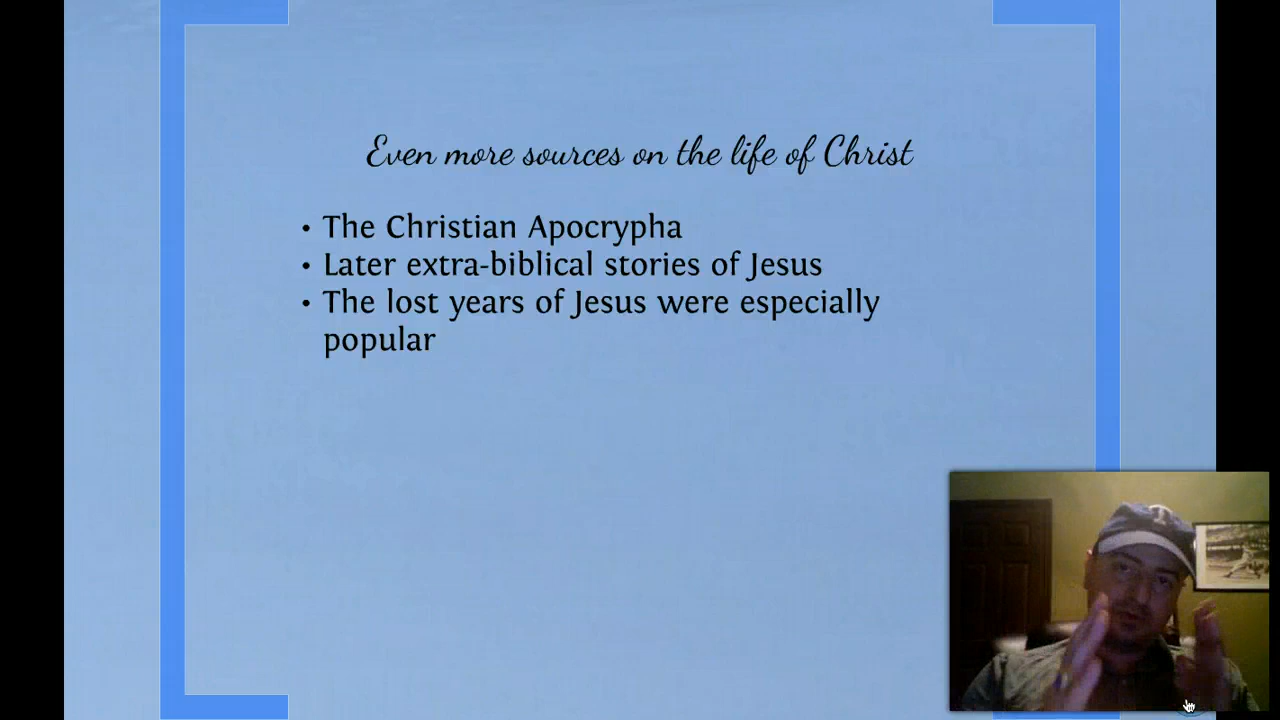 Even more sources on the life of Christ
• The Christian Apocrypha
• Later extra-biblical stories of Jesus
• The lost years of Jesus were especially
popular